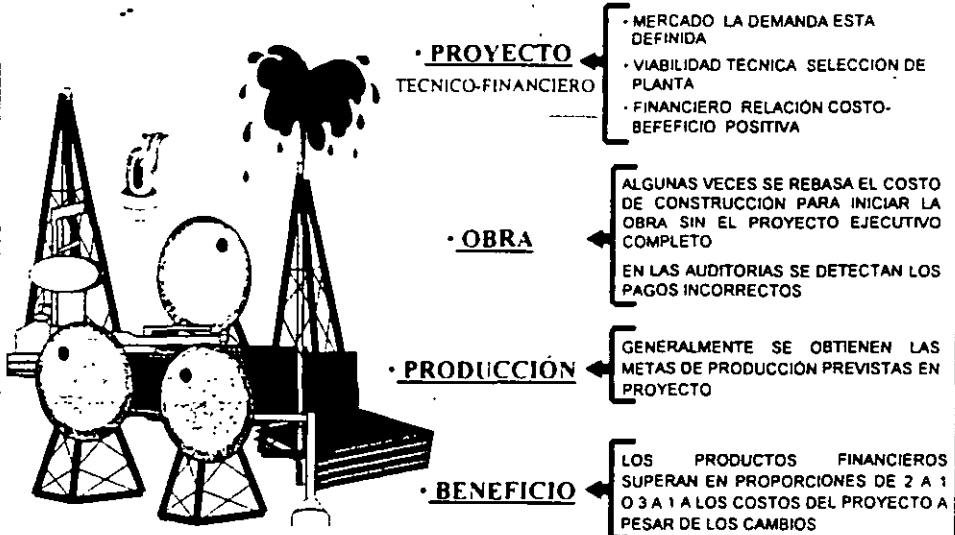 · PROYECTO
TECNICO-FINANCIERO
· MERCADO LA DEMANDA ESTA
DEFINIDA
· VIABILIDAD TECNICA SELECCION DE
PLANTA
· FINANCIERO RELACIÓN COSTO-
BEFEFICIO POSITIVA
· OBRA
ALGUNAS VECES SE REBASA EL COSTO
DE CONSTRUCCIÓN PARA INICIAR LA
OBRA SIN EL PROYECTO EJECUTIVO
COMPLETO
EN LAS AUDITORIAS SE DETECTAN LOS
PAGOS INCORRECTOS
· PRODUCCIÓN
GENERALMENTE SE OBTIENEN LAS
METAS DE PRODUCCIÓN PREVISTAS EN
PROYECTO
· BENEFICIO
LOS PRODUCTOS FINANCIEROS
SUPERAN EN PROPORCIONES DE 2 A 1
O 3 A 1 A LOS COSTOS DEL PROYECTO A
PESAR DE LOS CAMBIOS